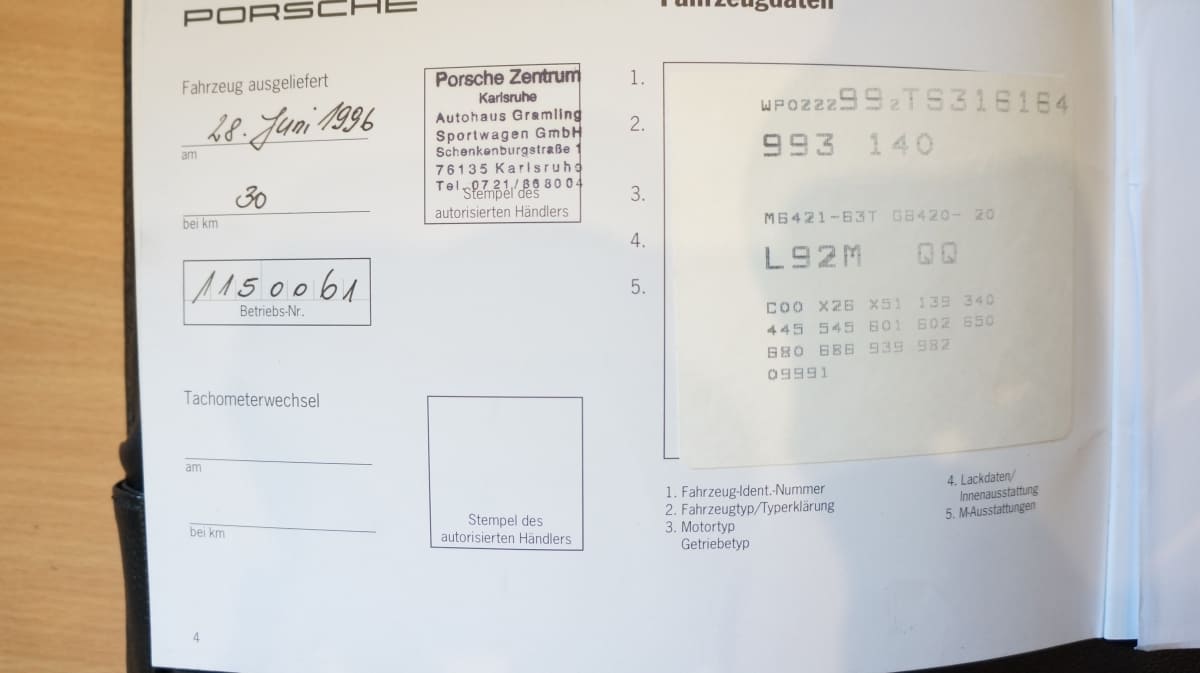 PORSCHE
Fahrzeugdaten
Fahrzeug ausgeliefert
28. Juni 1996
am
30
bei km
1150061
Betriebs-Nr.
Porsche Zentrum
Karlsruhe
Autohaus Gramling
Sportwagen GmbH
Schenkenburgstraße 1
76135 Karlsruhe
Tel. 0721/868004
Stempel des
autorisierten Händlers
Tachometerwechsel
am
bei km
Stempel des
autorisierten Händlers
1.
2.
3.
4.
5.
WP0ZZZ99ZTS316164
993 140
M6421-63T G6420- 20
L92M QQ
C00 X26 X51 139 340
445 545 601 602 650
680 686 939 982
09991
1. Fahrzeug-Ident.-Nummer
2. Fahrzeugtyp/Typerklärung
3. Motortyp
Getriebetyp
4. Lackdaten/
Innenausstattung
5. M-Ausstattungen
4